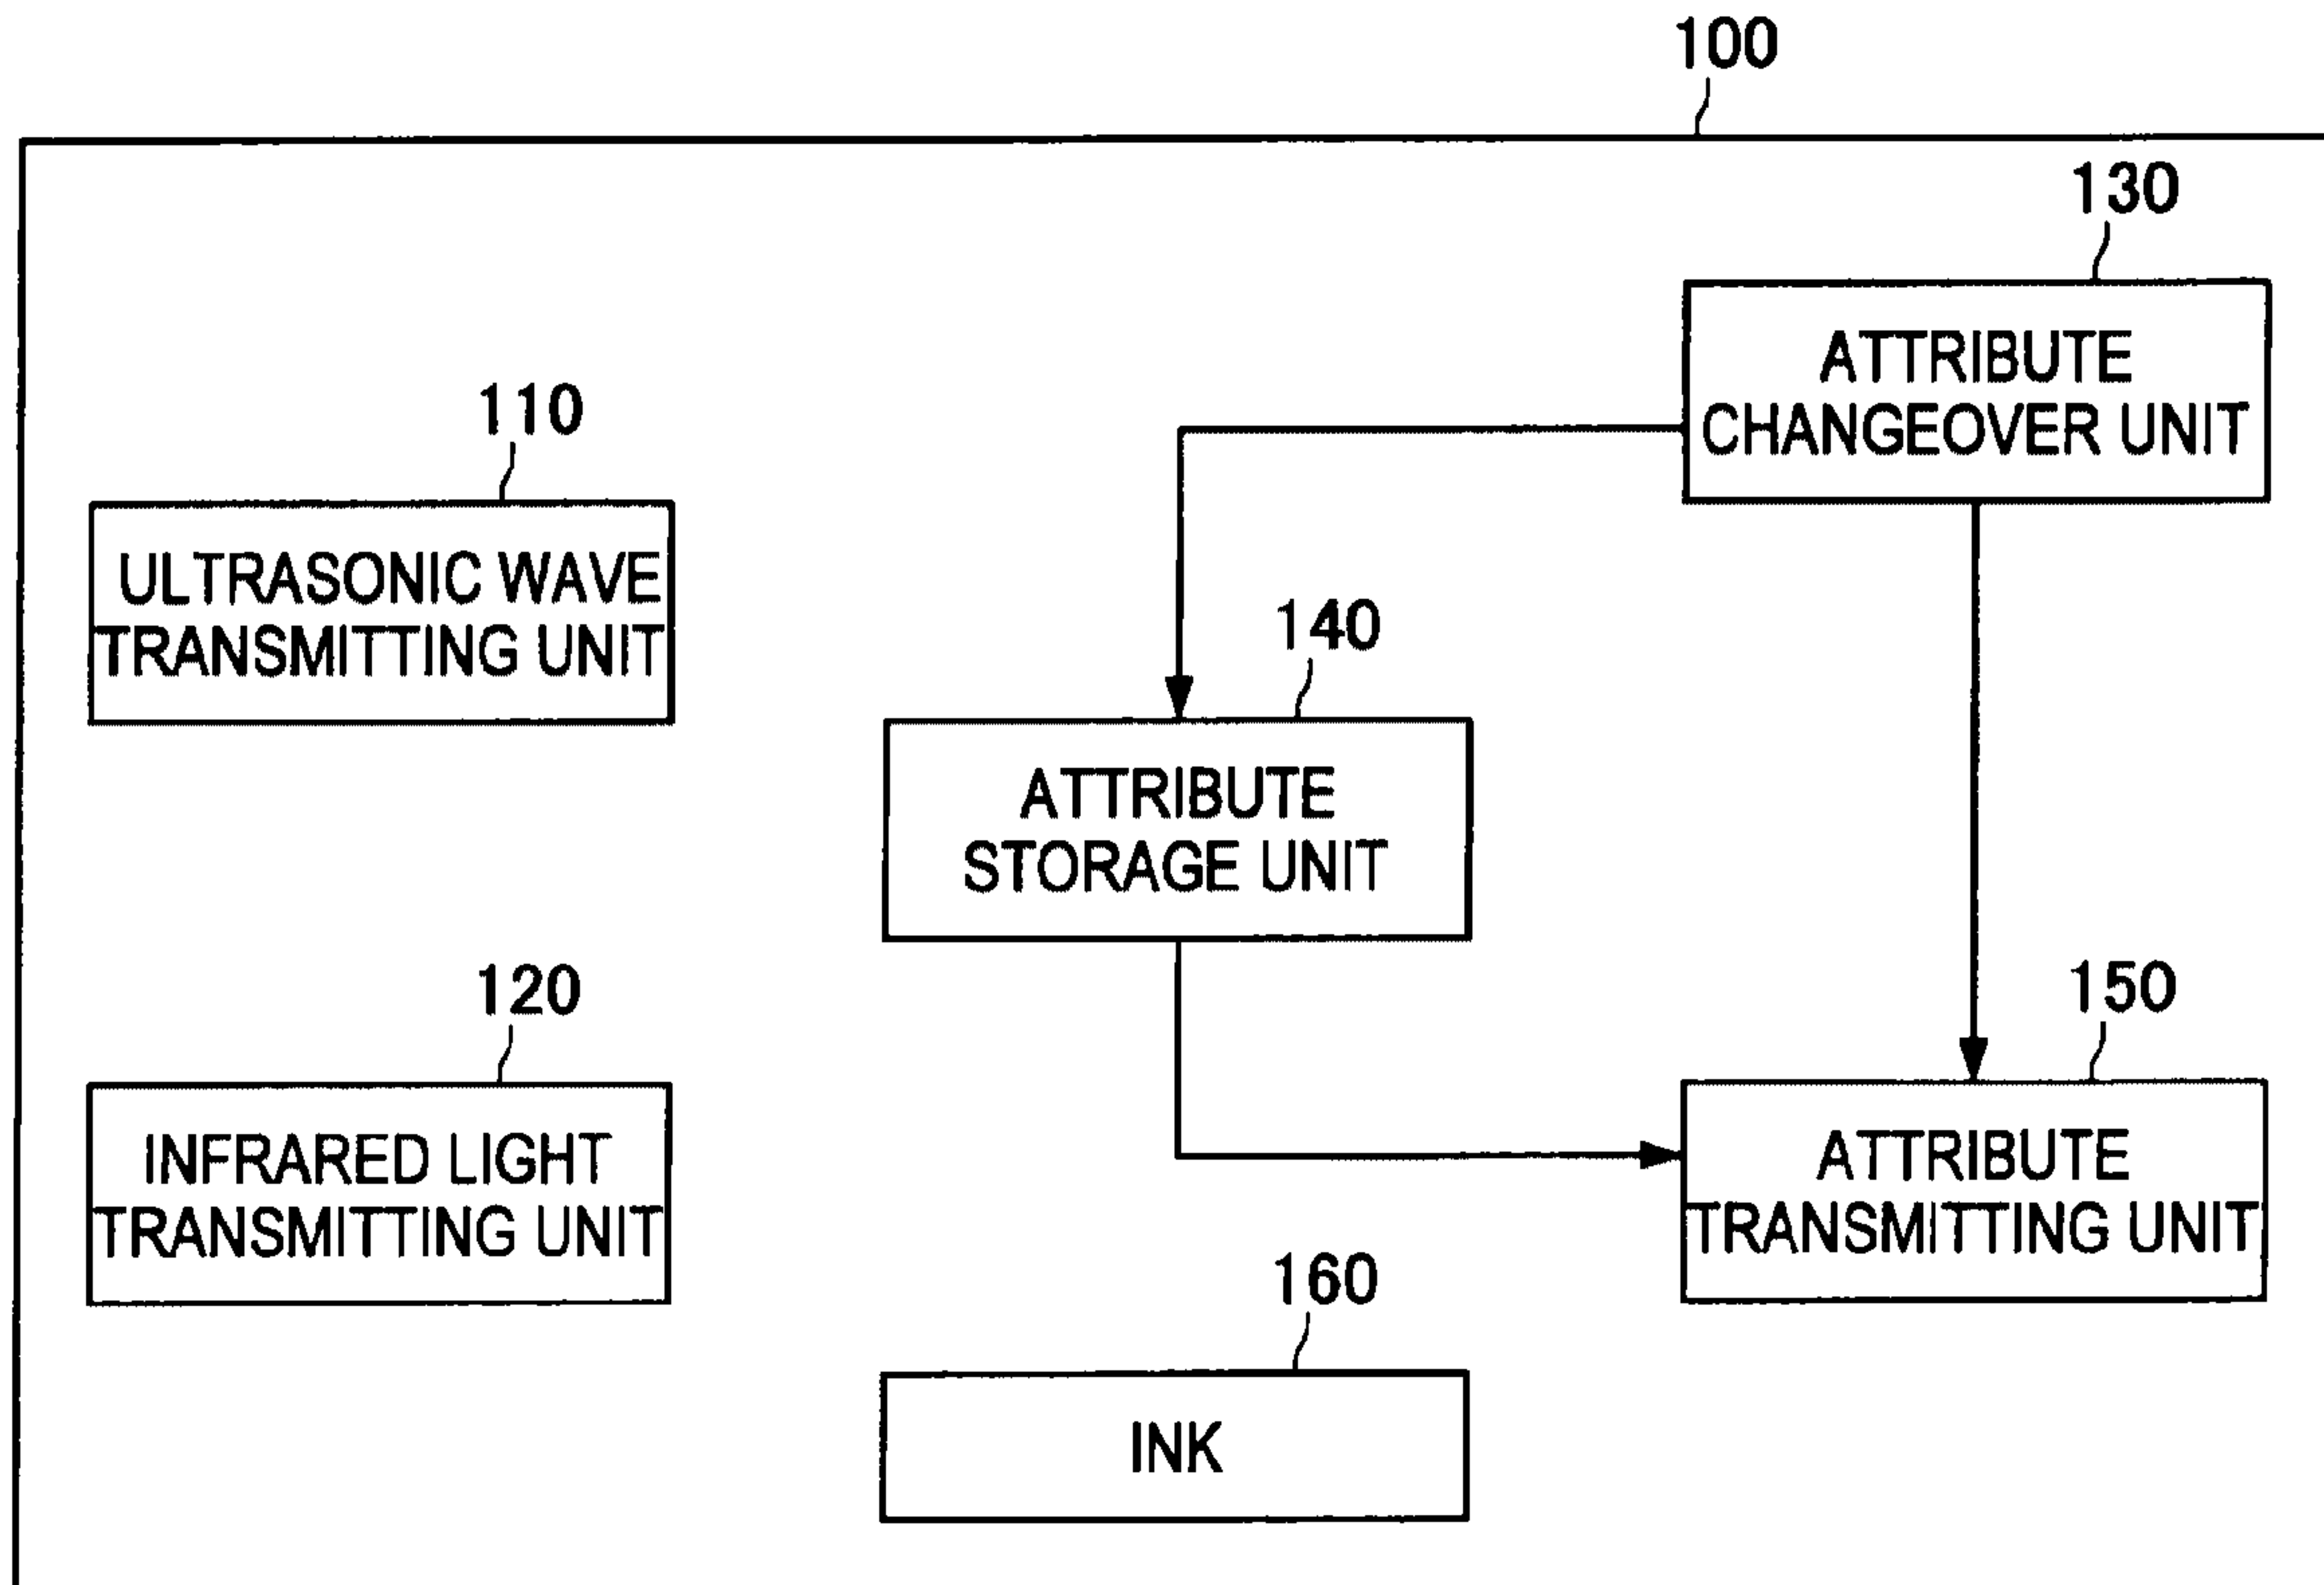 100
130
ATTRIBUTE
CHANGEOVER UNIT
110
ULTRASONIC WAVE
TRANSMITTING UNIT
140
ATTRIBUTE
STORAGE UNIT
120
INFRARED LIGHT
TRANSMITTING UNIT
150
ATTRIBUTE
TRANSMITTING UNIT
160
INK